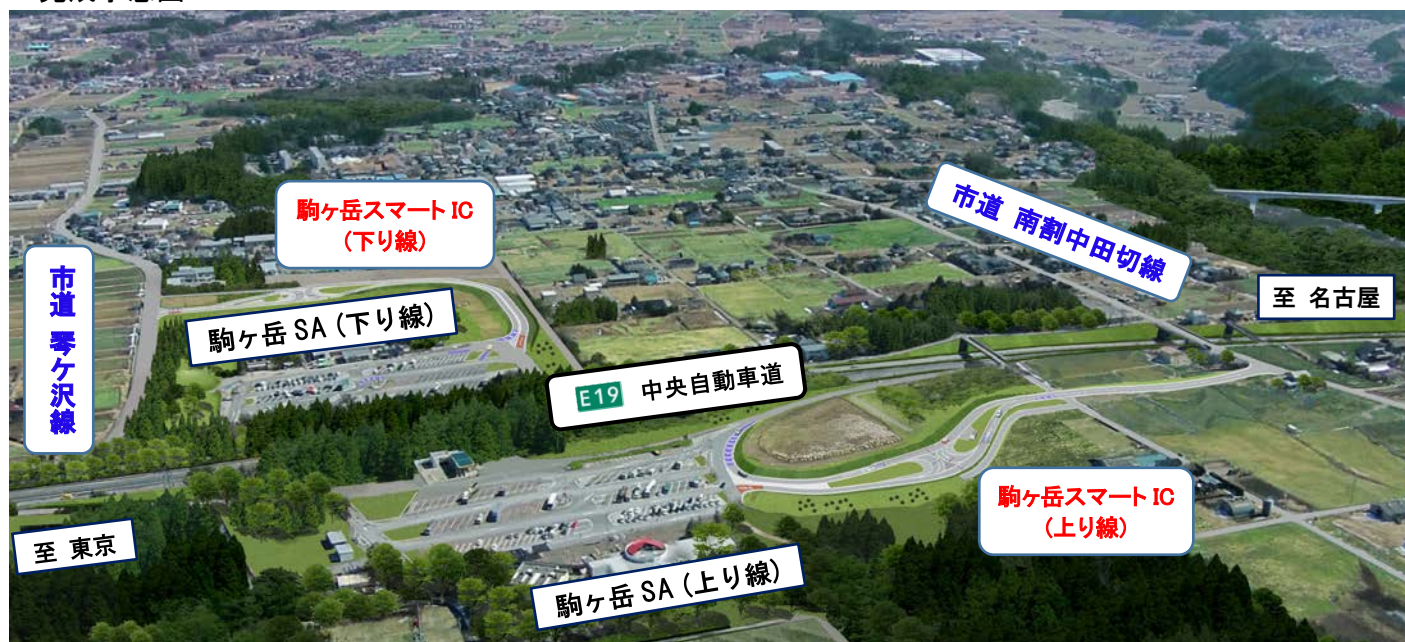 駒ヶ岳スマートIC
(下り線)
市道 南割中田切線
市道 琴ケ沢線
至 名古屋
駒ヶ岳SA(下り線)
E19 中央自動車道
駒ヶ岳スマートIC
(上り線)
至 東京
駒ヶ岳SA(上り線)